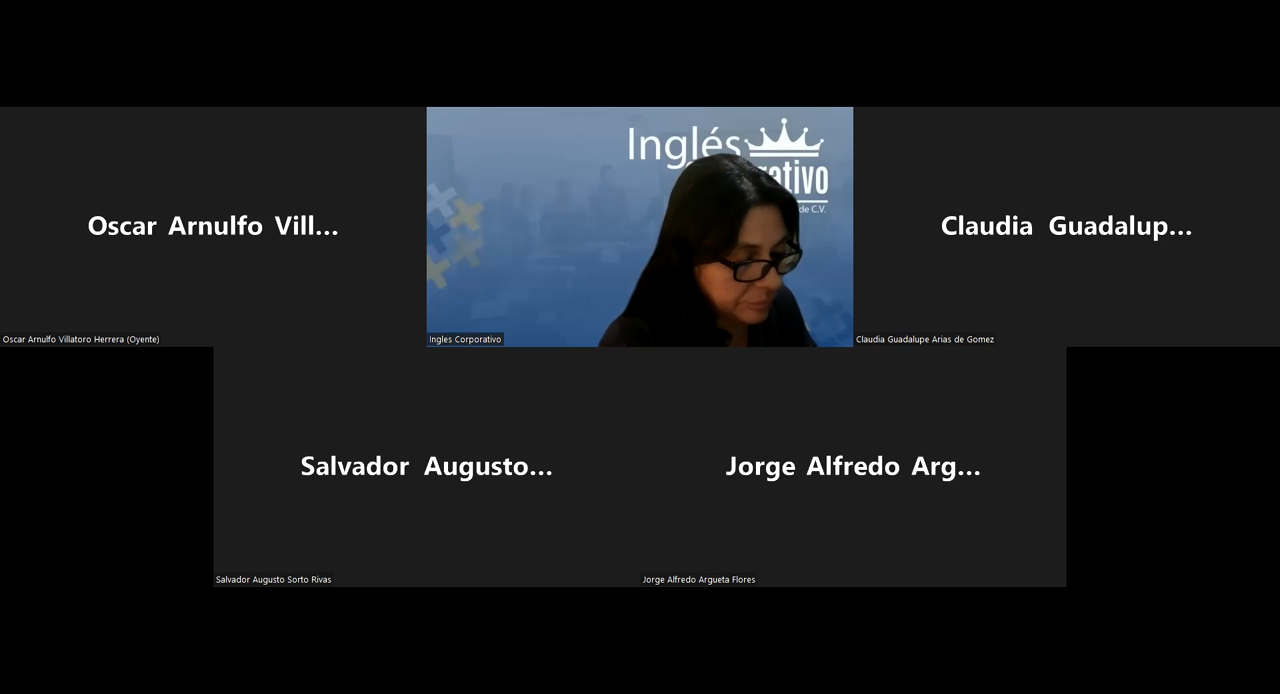 Oscar Arnulfo Vill...
Oscar Arnulfo Villatoro Herrera (Oyente)
Inglés
rativo
de C.V.
Ingles Corporativo
Claudia Guadalup...
Claudia Guadalupe Arias de Gomez
Salvador Augusto...
Salvador Augusto Sorto Rivas
Jorge Alfredo Arg...
Jorge Alfredo Argueta Flores